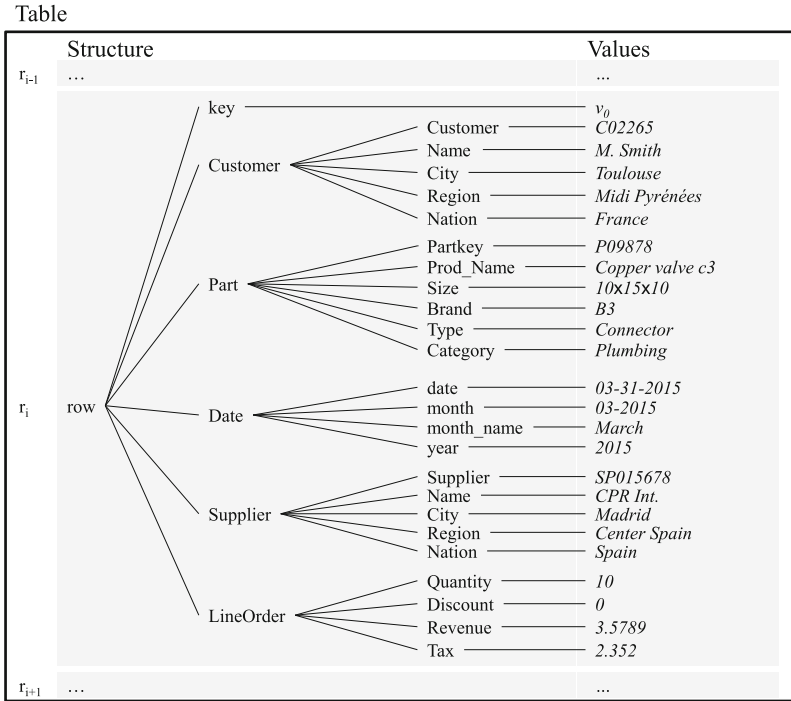 Table
Structure Values
r_{i-1} … ...
key v_0
Customer
Customer C02265
Name M. Smith
City Toulouse
Region Midi Pyrénées
Nation France
Part
Partkey P09878
Prod_Name Copper valve c3
Size 10x15x10
Brand B3
Type Connector
Category Plumbing
r_i row
Date
date 03-31-2015
month 03-2015
month_name March
year 2015
Supplier
Supplier SP015678
Name CPR Int.
City Madrid
Region Center Spain
Nation Spain
LineOrder
Quantity 10
Discount 0
Revenue 3.5789
Tax 2.352
r_{i+1} … ...